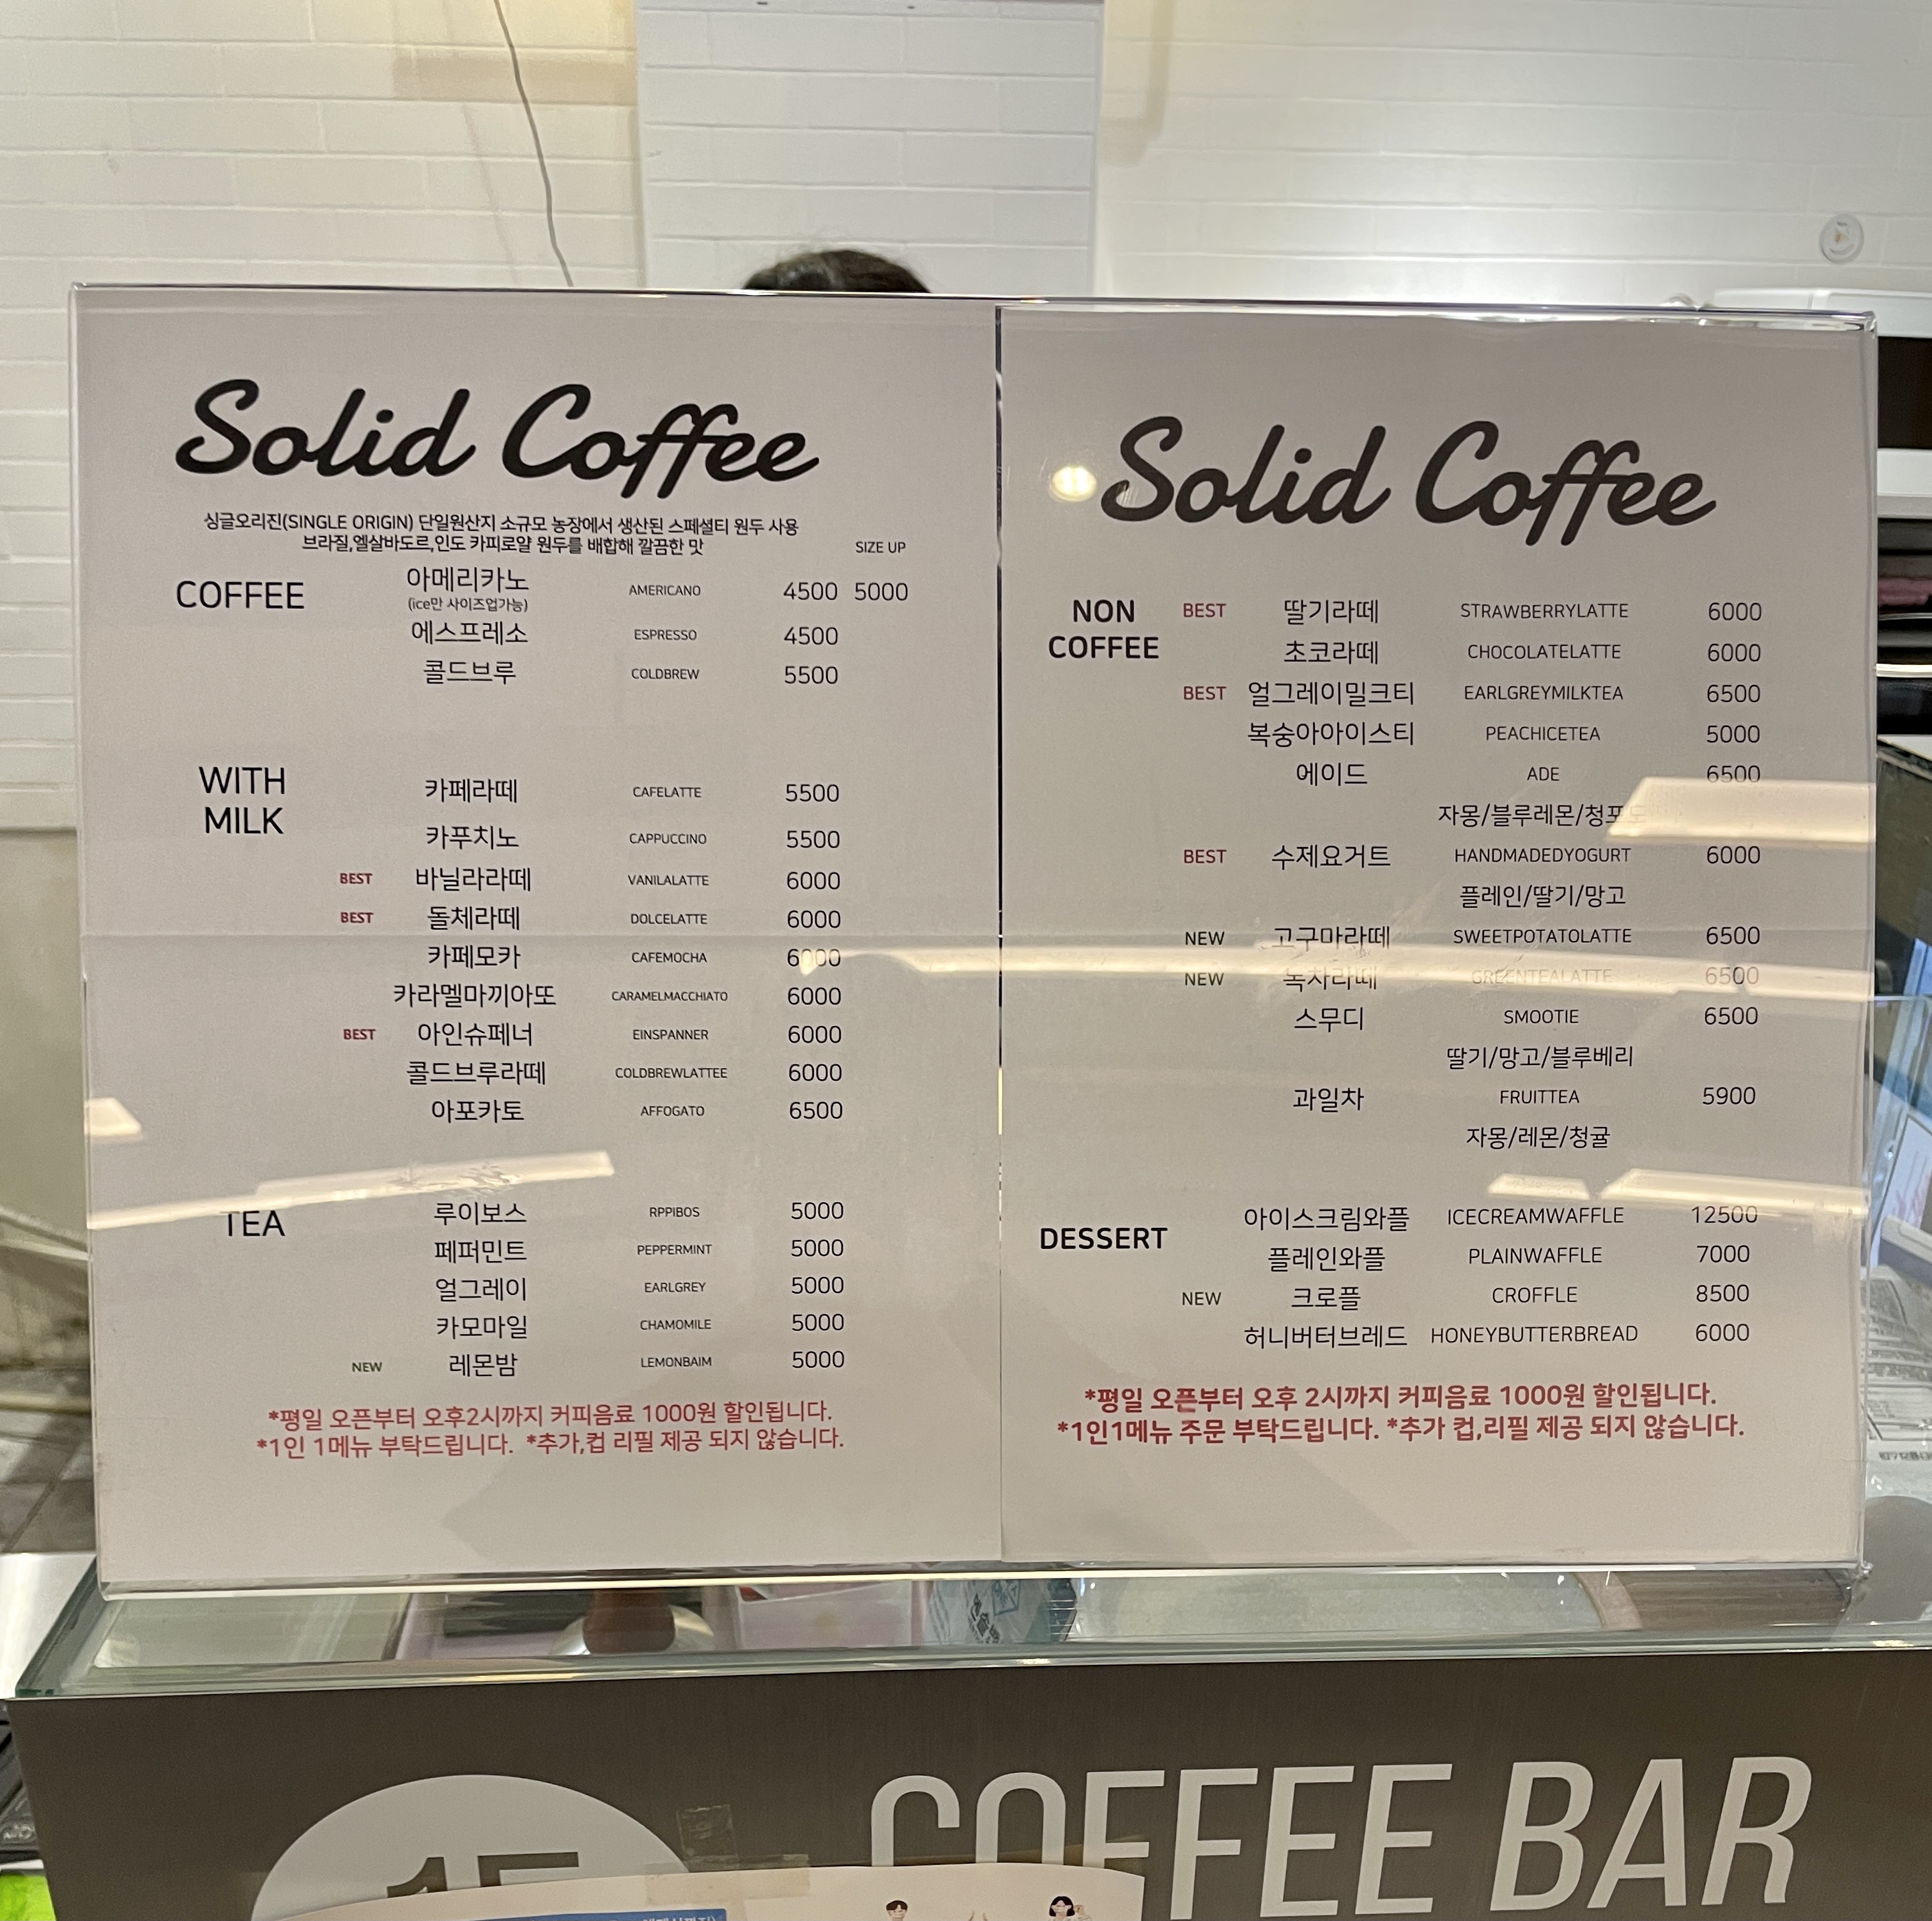 Solid Coffee
싱글오리진(SINGLE ORIGIN) 단일원산지 소규모 농장에서 생산된 스페셜티 원두 사용
브라질,엘살바도르,인도 카피로얄 원두를 배합해 깔끔한 맛
SIZE UP
COFFEE 아메리카노 AMERICANO 4500 5000
(ice만 사이즈업가능)
에스프레소 ESPRESSO 4500
콜드브루 COLDBREW 5500
WITH
MILK
카페라떼 CAFELATTE 5500
카푸치노 CAPPUCCINO 5500
BEST 바닐라라떼 VANILALATTE 6000
BEST 돌체라떼 DOLCELATTE 6000
카페모카 CAFEMOCHA 6000
카라멜마끼아또 CARAMELMACCHIATO 6000
BEST 아인슈페너 EINSPANNER 6000
콜드브루라떼 COLDBREWLATTEE 6000
아포카토 AFFOGATO 6500
TEA 루이보스 RPPIBOS 5000
페퍼민트 PEPPERMINT 5000
얼그레이 EARLGREY 5000
카모마일 CHAMOMILE 5000
NEW 레몬밤 LEMONBAIM 5000
*평일 오픈부터 오후2시까지 커피음료 1000원 할인됩니다.
*1인 1메뉴 부탁드립니다. *추가,컵 리필 제공 되지 않습니다.
Solid Coffee
NON
COFFEE
BEST 딸기라떼 STRAWBERRYLATTE 6000
초코라떼 CHOCOLATELATTE 6000
BEST 얼그레이밀크티 EARLGREYMILKTEA 6500
복숭아아이스티 PEACHICETEA 5000
에이드 ADE 6500
자몽/블루레몬/청포도
BEST 수제요거트 HANDMADEDYOGURT 6000
플레인/딸기/망고
NEW 고구마라떼 SWEETPOTATOLATTE 6500
NEW 녹차라떼 GREENTEALATTE 6500
스무디 SMOOTIE 6500
딸기/망고/블루베리
과일차 FRUITTEA 5900
자몽/레몬/청귤
DESSERT 아이스크림와플 ICECREAMWAFFLE 12500
플레인와플 PLAINWAFFLE 7000
NEW 크로플 CROFFLE 8500
허니버터브레드 HONEYBUTTERBREAD 6000
*평일 오픈부터 오후 2시까지 커피음료 1000원 할인됩니다.
*1인1메뉴 주문 부탁드립니다. *추가 컵,리필 제공 되지 않습니다.
15
COFFEE BAR